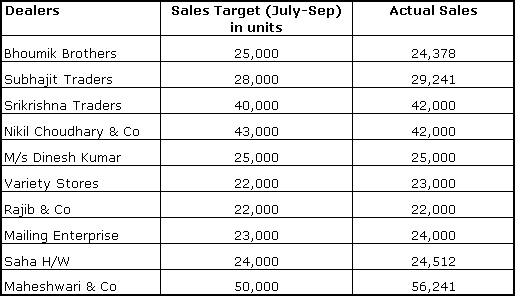 Dealers Sales Target (July-Sep) Actual Sales
in units
Bhoumik Brothers 25,000 24,378
Subhajit Traders 28,000 29,241
Srikrishna Traders 40,000 42,000
Nikil Choudhary & Co 43,000 42,000
M/s Dinesh Kumar 25,000 25,000
Variety Stores 22,000 23,000
Rajib & Co 22,000 22,000
Mailing Enterprise 23,000 24,000
Saha H/W 24,000 24,512
Maheshwari & Co 50,000 56,241